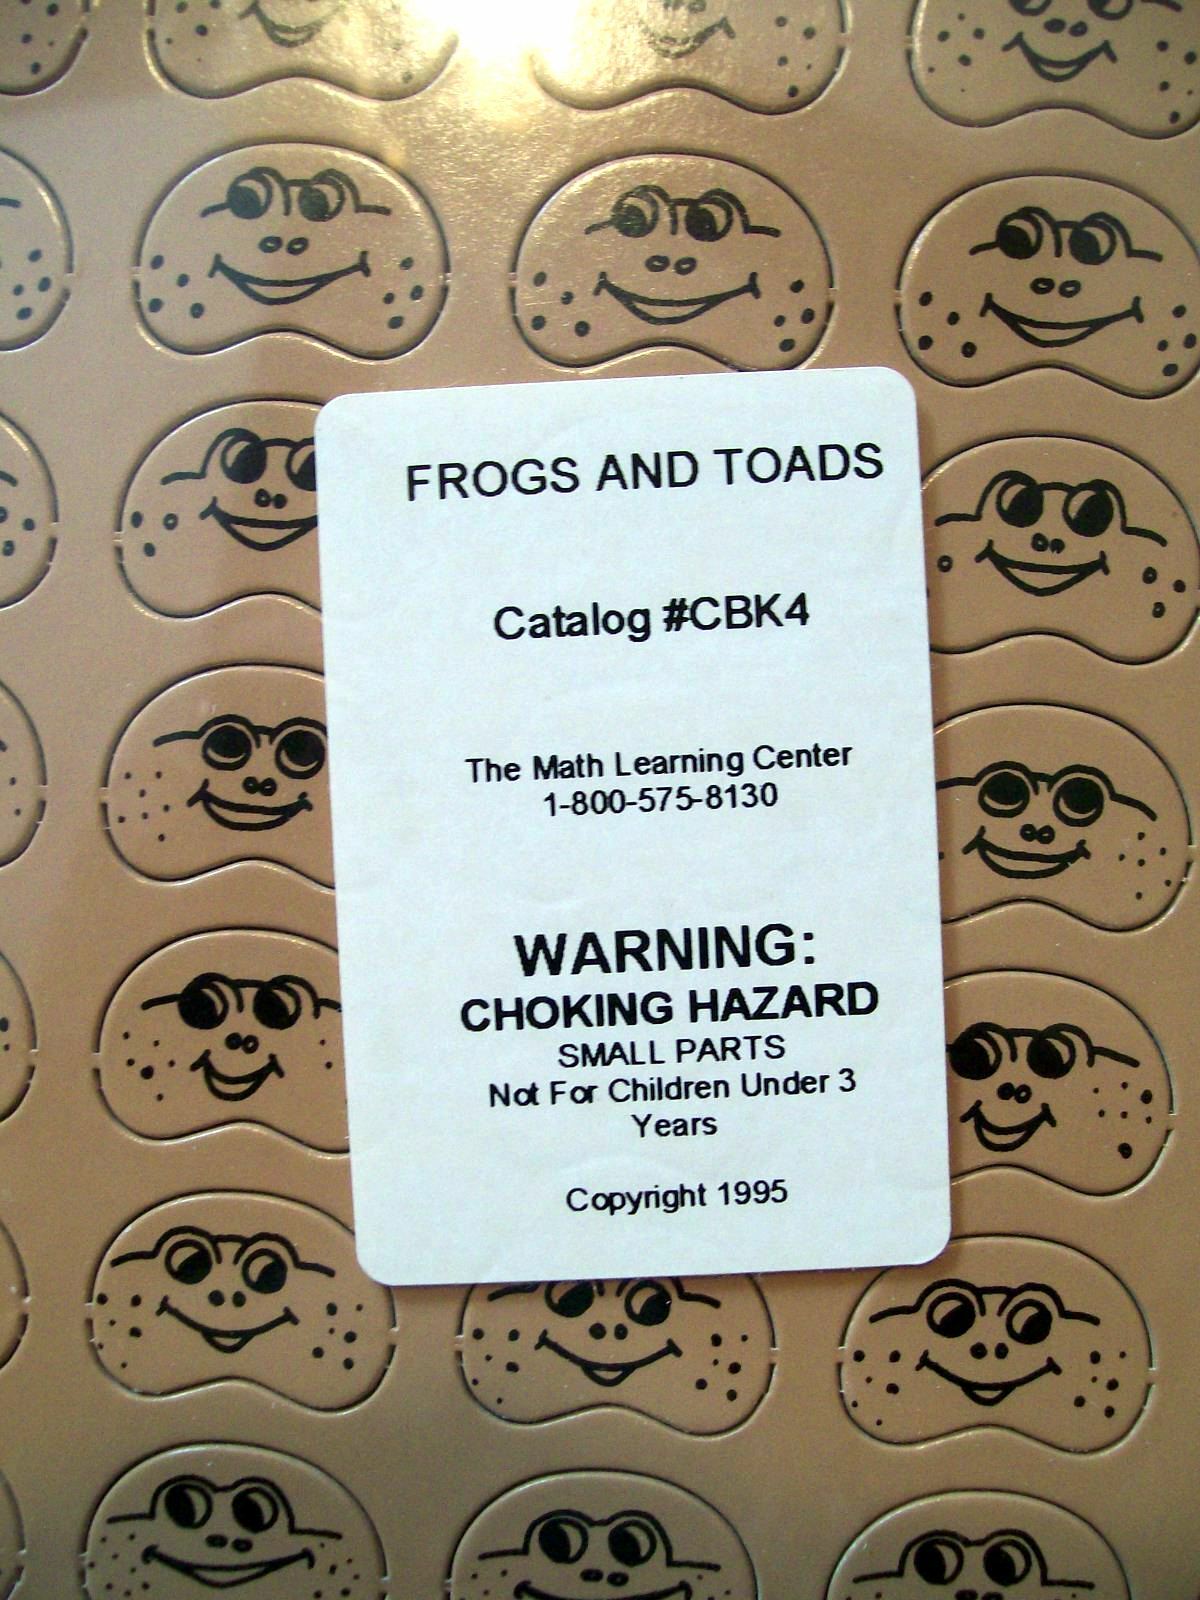 FROGS AND TOADS
Catalog #CBK4
The Math Learning Center
1-800-575-8130
WARNING:
CHOKING HAZARD
SMALL PARTS
Not For Children Under 3
Years
Copyright 1995